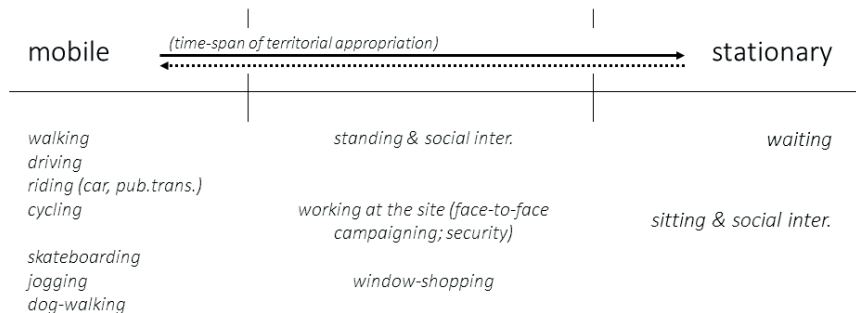 (time-span of territorial appropriation)
mobile
stationary
walking
driving
riding (car, pub.trans.)
cycling
skateboarding
jogging
dog-walking
standing & social inter.
working at the site (face-to-face
campaigning; security)
window-shopping
waiting
sitting & social inter.